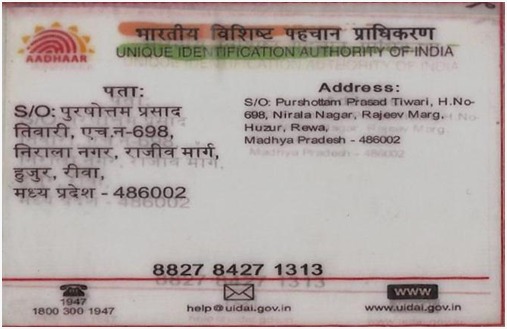 भारतीय विशिष्ट पहचान प्राधिकरण
AADHAAR
UNIQUE IDENTIFICATION AUTHORITY OF INDIA
पता:
S/O: पुरषोत्तम प्रसाद
तिवारी, एच.न-698,
निराला नगर, राजीव मार्ग,
हुजुर, रीवा,
मध्य प्रदेश - 486002
Address:
S/O: Purshottam Prasad Tiwari, H.No-
698, Nirala Nagar, Rajeev Marg,
Huzur, Rewa,
Madhya Pradesh - 486002
8827 8427 1313
1947
1800 300 1947
help@uidai.gov.in
www
www.uidai.gov.in